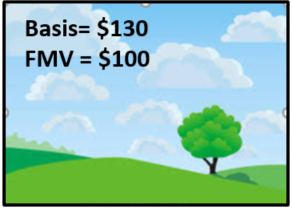 Basis= $130
FMV = $100